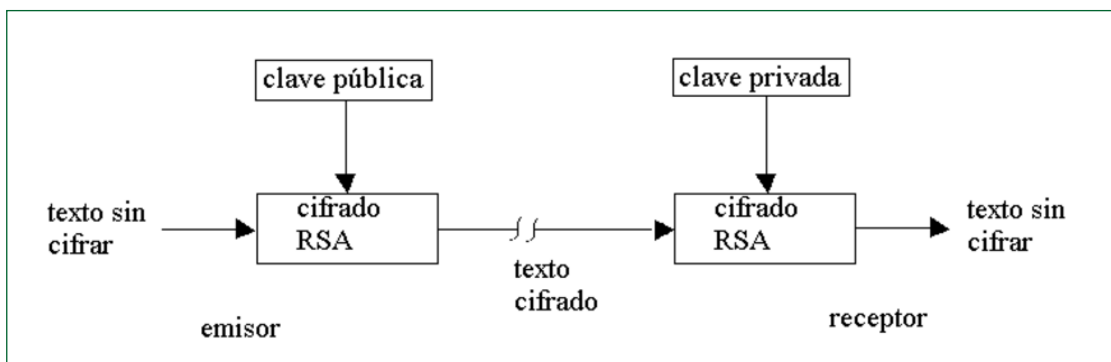 clave pública
clave privada
texto sin
cifrar
cifrado
RSA
texto
cifrado
cifrado
RSA
texto sin
cifrar
emisor
receptor